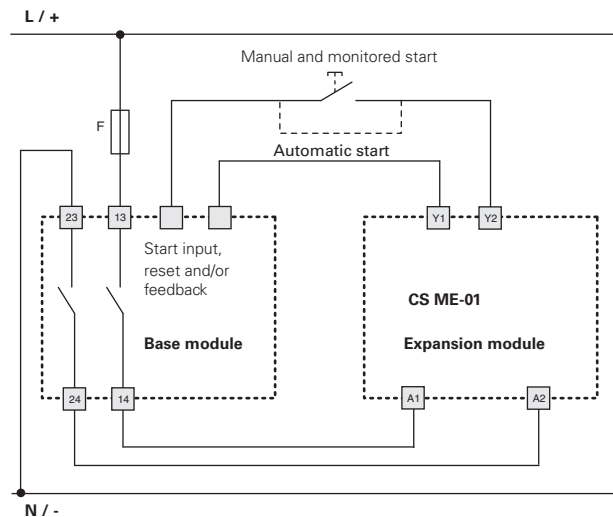 L / +
Manual and monitored start
F
Automatic start
23
13
Y1
Y2
Start input,
reset and/or
feedback
CS ME-01
Base module
Expansion module
24
14
A1
A2
N / -